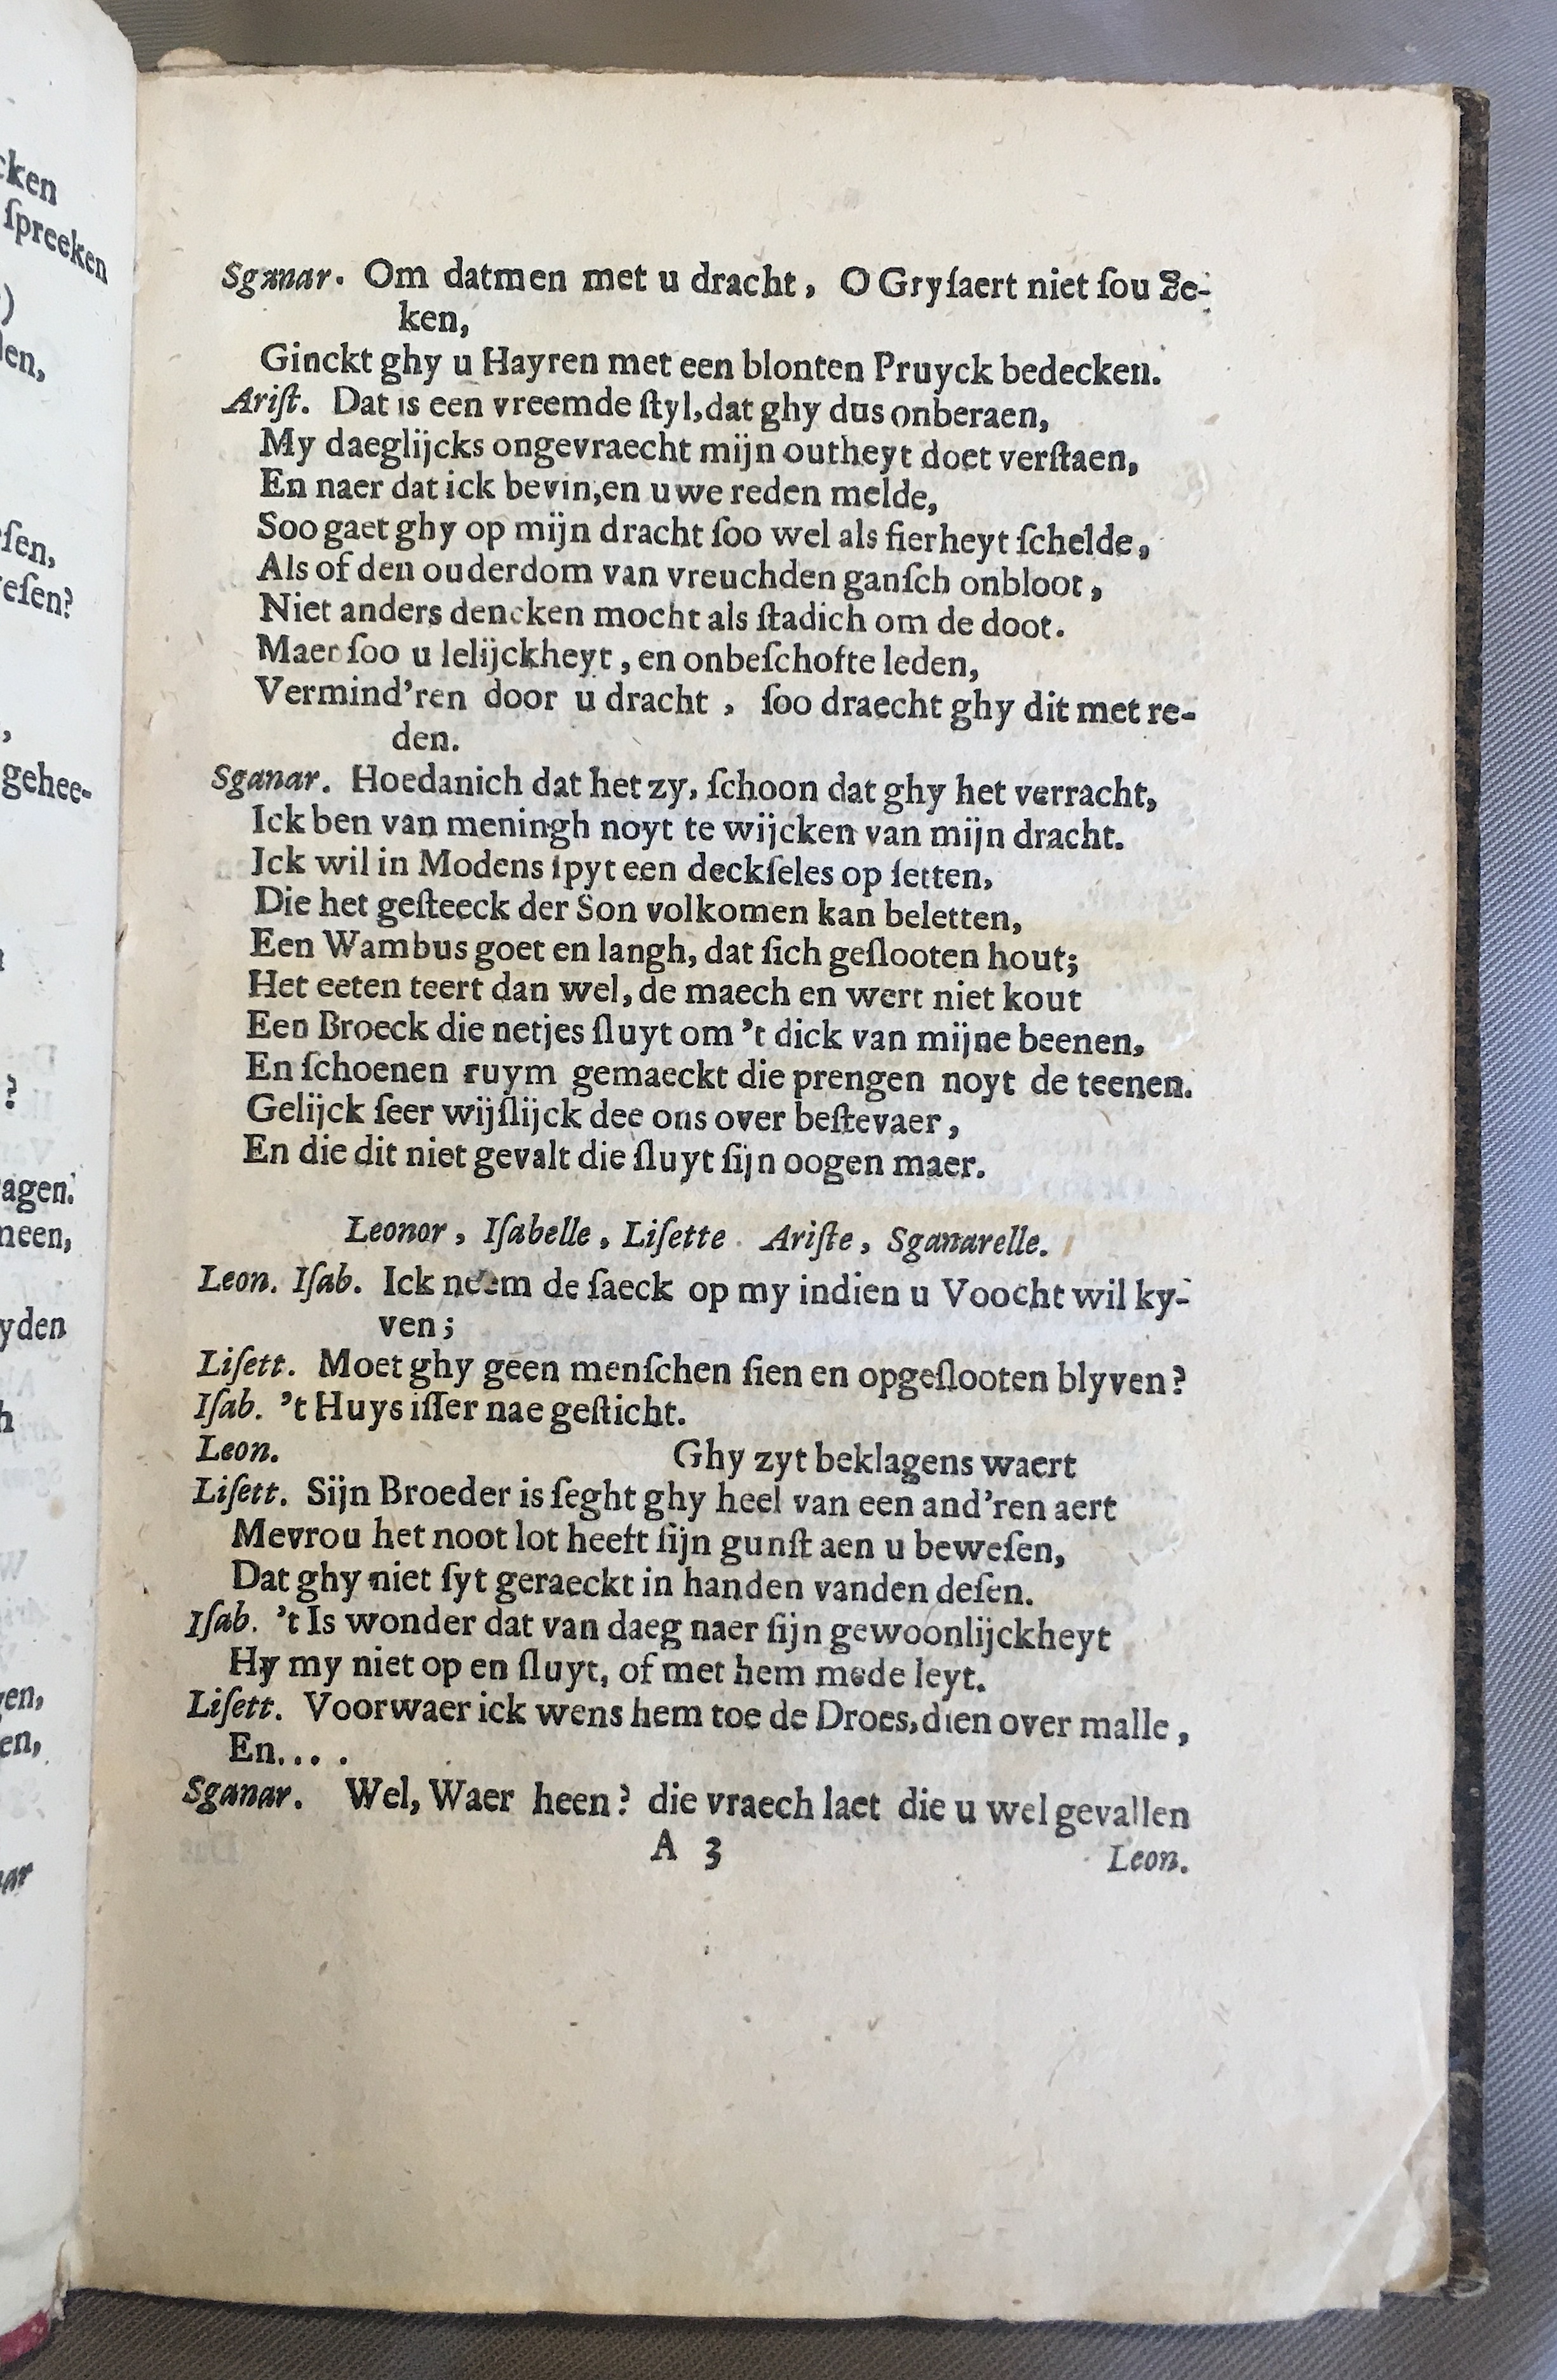 cken
ſpreeken
)
len,
eſen,
eſen?
,
gehee-
?
agen.
neen,
yden
h
en,
en,
nar
Sganar. Om datmen met u dracht, O Gryſaert niet ſou Ge-
ken,
Ginckt ghy u Hayren met een blonten Pruyck bedecken.
Ariſt. Dat is een vreemde ſtyl, dat ghy dus onberaen,
My daeglijcks ongevraecht mijn outheyt doet verſtaen,
En naer dat ick bevin, en uwe reden melde,
Soo gaet ghy op mijn dracht ſoo wel als fierheyt ſchelde,
Als of den ouderdom van vreuchden ganſch onbloot,
Niet anders dencken mocht als ſtadich om de doot.
Maer ſoo u lelijckheyt, en onbeſchofte leden,
Vermind'ren door u dracht, ſoo draecht ghy dit met re-
den.
Sganar. Hoedanich dat het zy, ſchoon dat ghy het verracht,
Ick ben van meningh noyt te wijcken van mijn dracht.
Ick wil in Modens ſpyt een deckſeles op ſetten,
Die het geſteeck der Son volkomen kan beletten,
Een Wambus goet en langh, dat ſich geſlooten hout;
Het eeten teert dan wel, de maech en wert niet kout
Een Broeck die netjes ſluyt om 't dick van mijne beenen,
En ſchoenen ruym gemaeckt die prengen noyt de teenen.
Gelijck ſeer wijſlijck dee ons over beſtevaer,
En die dit niet gevalt die ſluyt ſijn oogen maer.
Leonor, Iſabelle, Liſette. Ariſte, Sganarelle.
Leon. Iſab. Ick neem de ſaeck op my indien u Voocht wil ky-
ven;
Liſett. Moet ghy geen menſchen ſien en opgeſlooten blyven?
Iſab. 't Huys iſſer nae geſticht.
Leon. Ghy zyt beklagens waert
Liſett. Sijn Broeder is ſeght ghy heel van een and'ren aert
Mevrou het noot lot heeft ſijn gunſt aen u beweſen,
Dat ghy niet ſyt geraeckt in handen vanden deſen.
Iſab. 't Is wonder dat van daeg naer ſijn gewoonlijckheyt
Hy my niet op en ſluyt, of met hem mede leyt.
Liſett. Voorwaer ick wens hem toe de Droes, dien over malle,
En....
Sganar. Wel, Waer heen? die vraech laet die u wel gevallen
A 3 Leon.